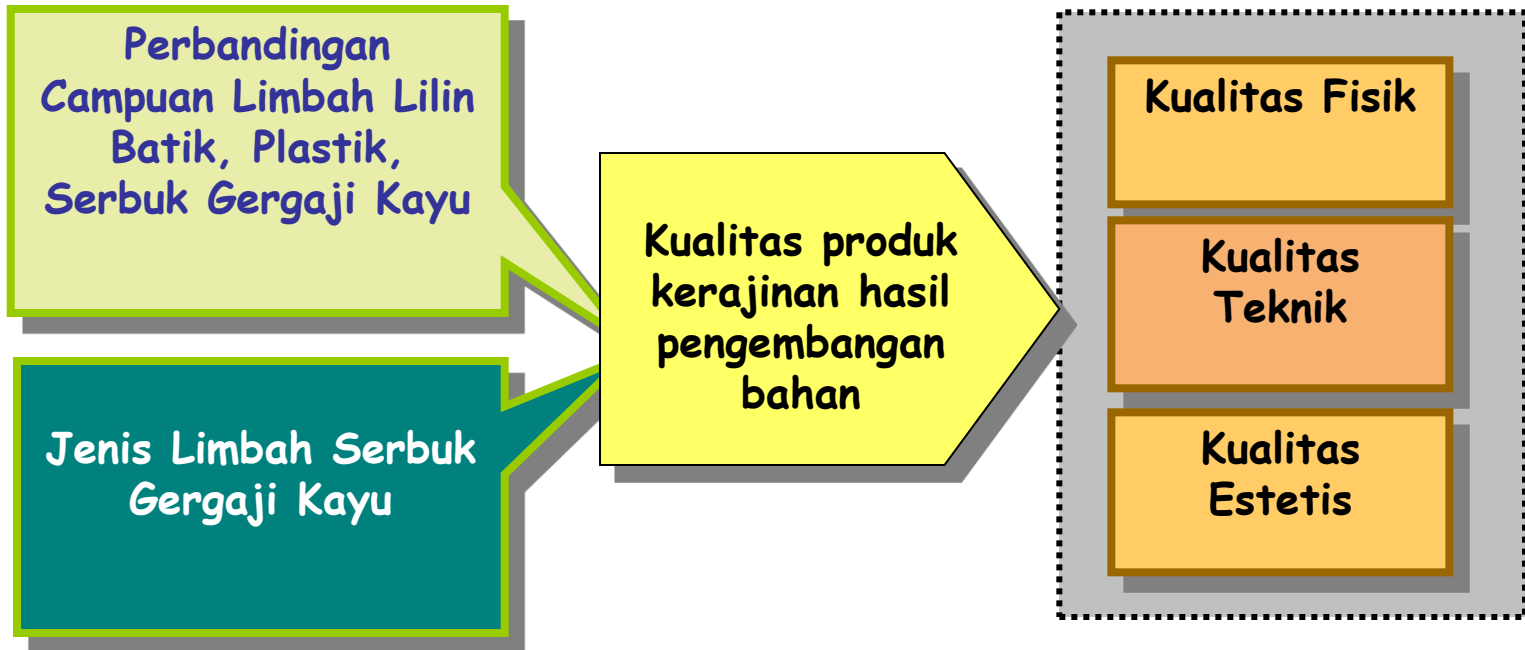 Perbandingan
Campuan Limbah Lilin
Batik, Plastik,
Serbuk Gergaji Kayu
Jenis Limbah Serbuk
Gergaji Kayu
Kualitas produk
kerajinan hasil
pengembangan
bahan
Kualitas Fisik
Kualitas
Teknik
Kualitas
Estetis